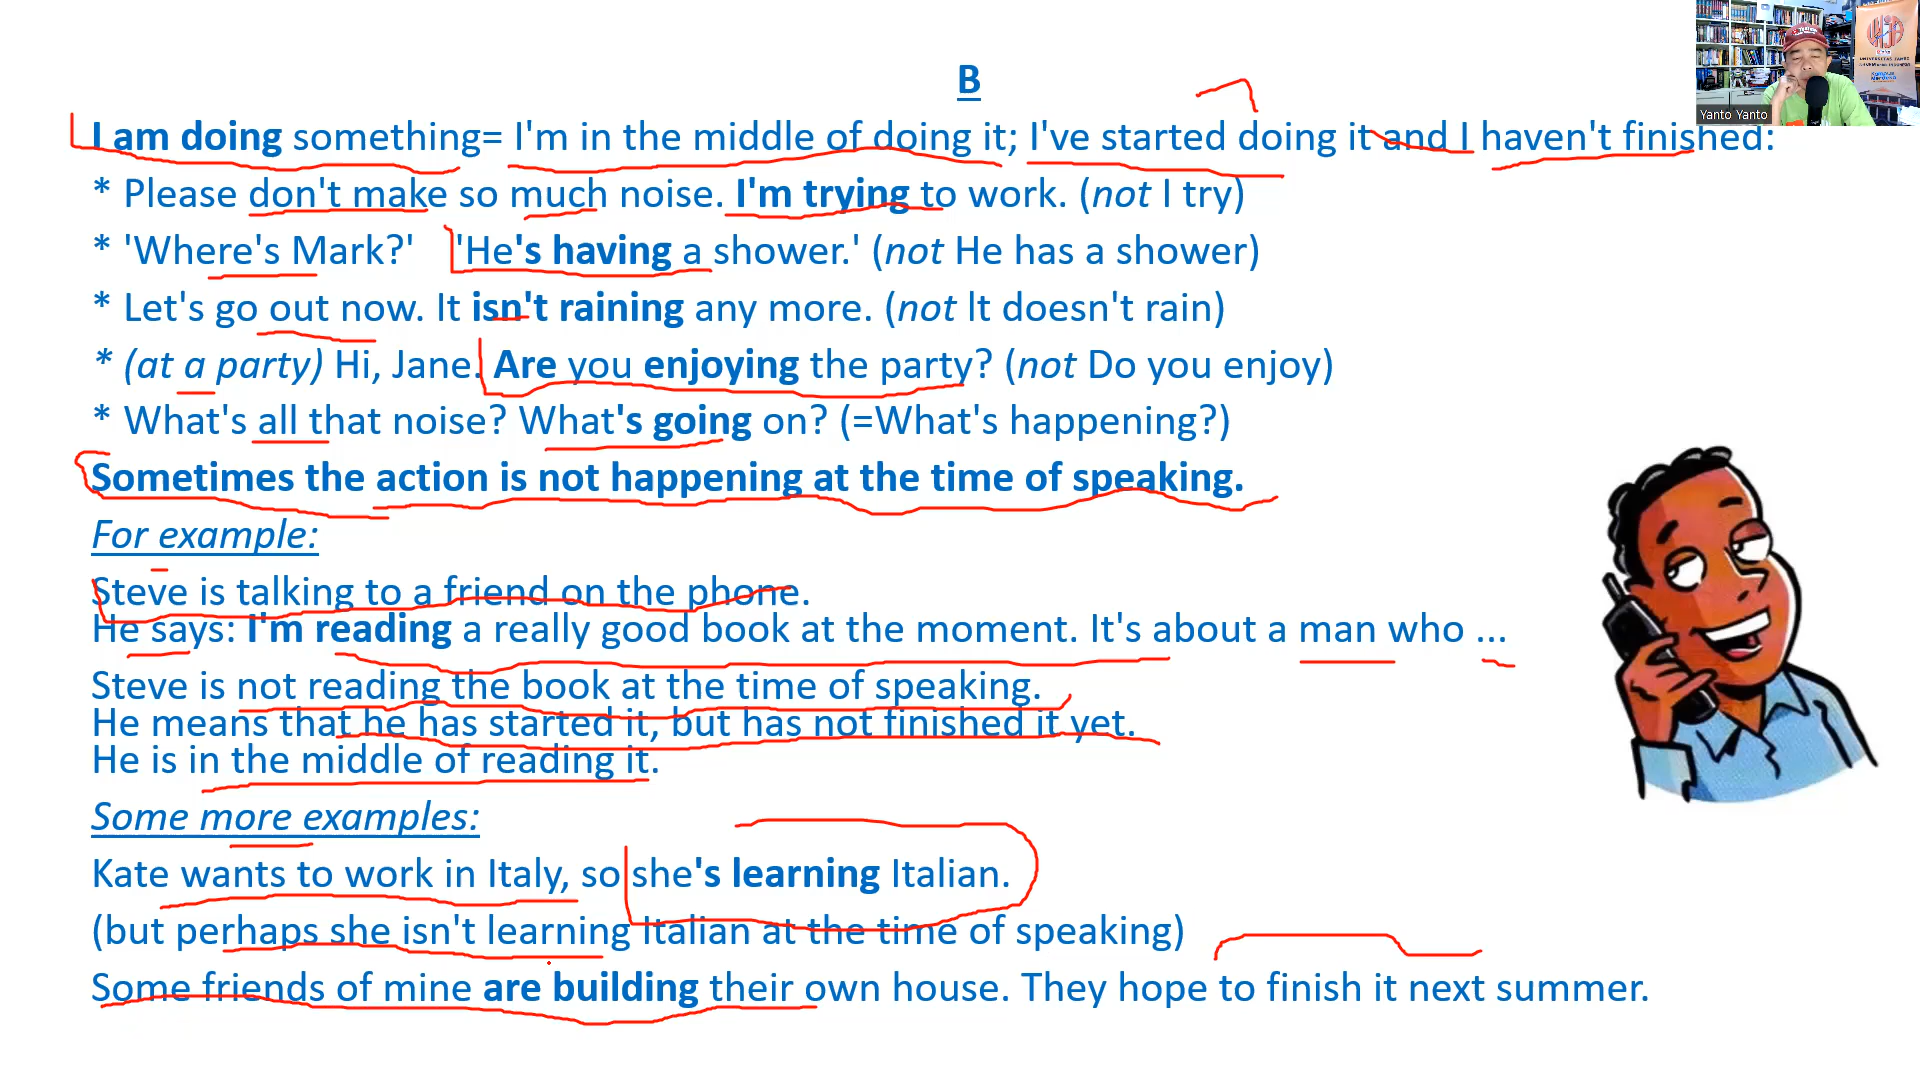 B
I am doing something= I'm in the middle of doing it; I've started doing it and I haven't finished:
* Please don't make so much noise. I'm trying to work. (not I try)
* 'Where's Mark?' 'He's having a shower.' (not He has a shower)
* Let's go out now. It isn't raining any more. (not It doesn't rain)
* (at a party) Hi, Jane. Are you enjoying the party? (not Do you enjoy)
* What's all that noise? What's going on? (=What's happening?)
Sometimes the action is not happening at the time of speaking.
For example:
Steve is talking to a friend on the phone.
He says: I'm reading a really good book at the moment. It's about a man who ...
Steve is not reading the book at the time of speaking.
He means that he has started it, but has not finished it yet.
He is in the middle of reading it.
Some more examples:
Kate wants to work in Italy, so she's learning Italian.
(but perhaps she isn't learning Italian at the time of speaking)
Some friends of mine are building their own house. They hope to finish it next summer.
Yanto Yanto